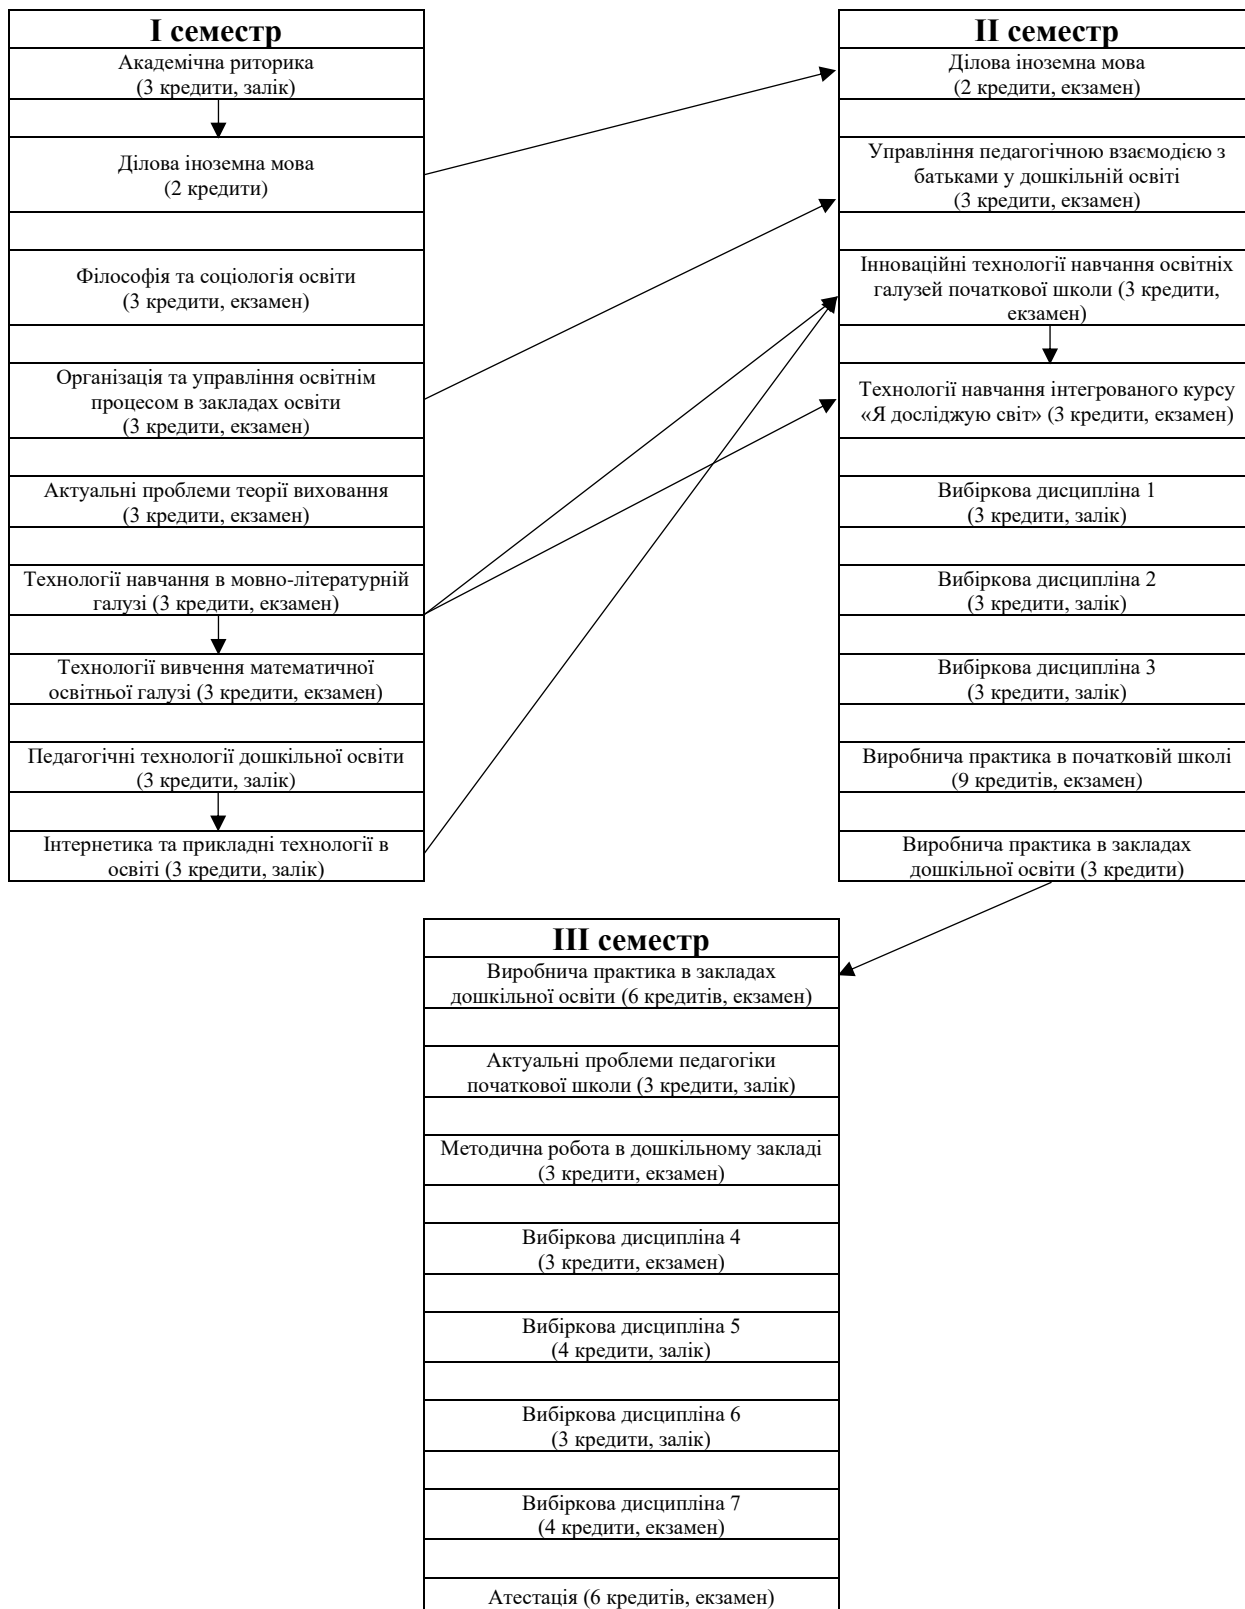 I семестр
Академічна риторика
(3 кредити, залік)
Ділова іноземна мова
(2 кредити)
Філософія та соціологія освіти
(3 кредити, екзамен)
Організація та управління освітнім
процесом в закладах освіти
(3 кредити, екзамен)
Актуальні проблеми теорії виховання
(3 кредити, екзамен)
Технології навчання в мовно-літературній
галузі (3 кредити, екзамен)
Технології вивчення математичної
освітньої галузі (3 кредити, екзамен)
Педагогічні технології дошкільної освіти
(3 кредити, залік)
Інтернетика та прикладні технології в
освіті (3 кредити, залік)
II семестр
Ділова іноземна мова
(2 кредити, екзамен)
Управління педагогічною взаємодією з
батьками у дошкільній освіті
(3 кредити, екзамен)
Інноваційні технології навчання освітніх
галузей початкової школи (3 кредити,
екзамен)
Технології навчання інтегрованого курсу
«Я досліджую світ» (3 кредити, екзамен)
Вибіркова дисципліна 1
(3 кредити, залік)
Вибіркова дисципліна 2
(3 кредити, залік)
Вибіркова дисципліна 3
(3 кредити, залік)
Виробнича практика в початковій школі
(9 кредитів, екзамен)
Виробнича практика в закладах
дошкільної освіти (3 кредити)
III семестр
Виробнича практика в закладах
дошкільної освіти (6 кредитів, екзамен)
Актуальні проблеми педагогіки
початкової школи (3 кредити, залік)
Методична робота в дошкільному закладі
(3 кредити, екзамен)
Вибіркова дисципліна 4
(3 кредити, екзамен)
Вибіркова дисципліна 5
(4 кредити, залік)
Вибіркова дисципліна 6
(3 кредити, залік)
Вибіркова дисципліна 7
(4 кредити, екзамен)
Атестація (6 кредитів, екзамен)